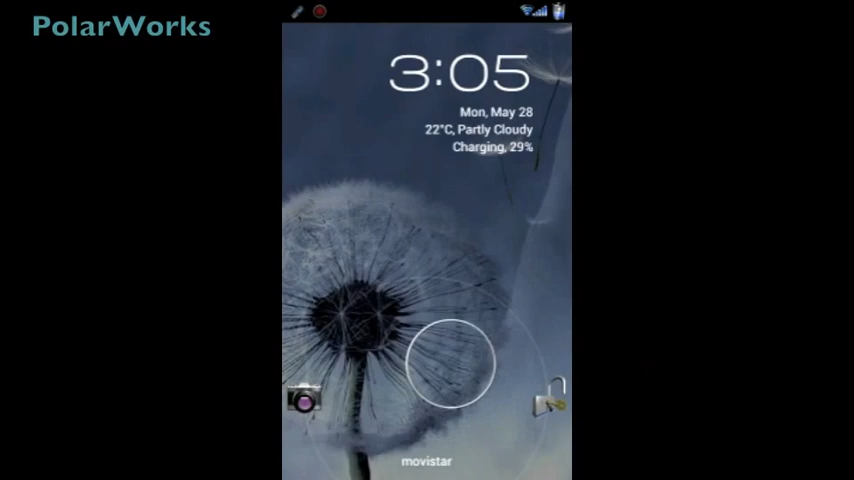 PolarWorks
3:05
Mon, May 28
22°C, Partly Cloudy
Charging, 29%
movistar